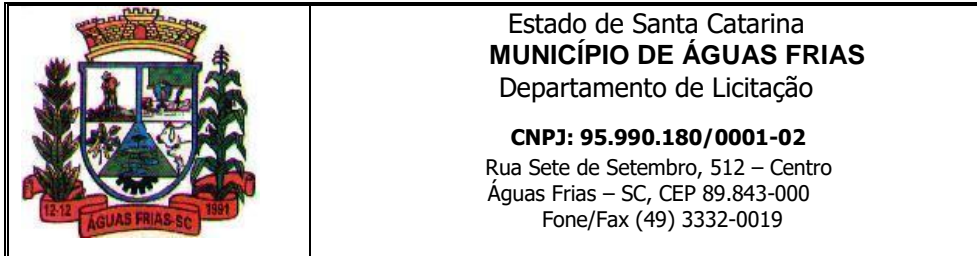 Estado de Santa Catarina
MUNICÍPIO DE ÁGUAS FRIAS
Departamento de Licitação
CNPJ: 95.990.180/0001-02
Rua Sete de Setembro, 512 – Centro
Águas Frias – SC, CEP 89.843-000
Fone/Fax (49) 3332-0019
12-12
ÁGUAS FRIAS-SC
1991